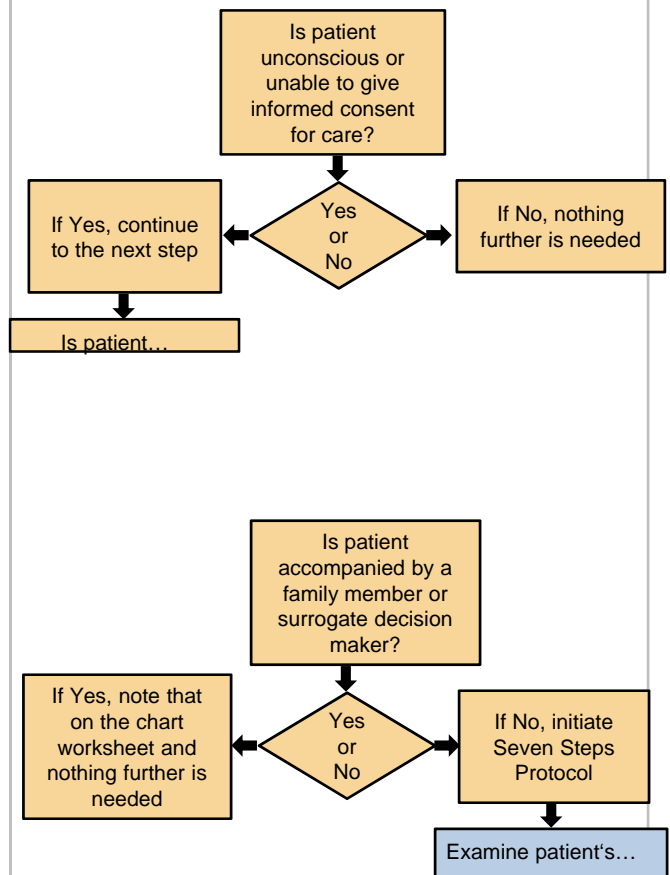 Is patient
unconscious or
unable to give
informed consent
for care?
If Yes, continue
to the next step
Yes
or
No
If No, nothing
further is needed
Is patient…
Is patient
accompanied by a
family member or
surrogate decision
maker?
If Yes, note that
on the chart
worksheet and
nothing further is
needed
Yes
or
No
If No, initiate
Seven Steps
Protocol
Examine patient‘s…